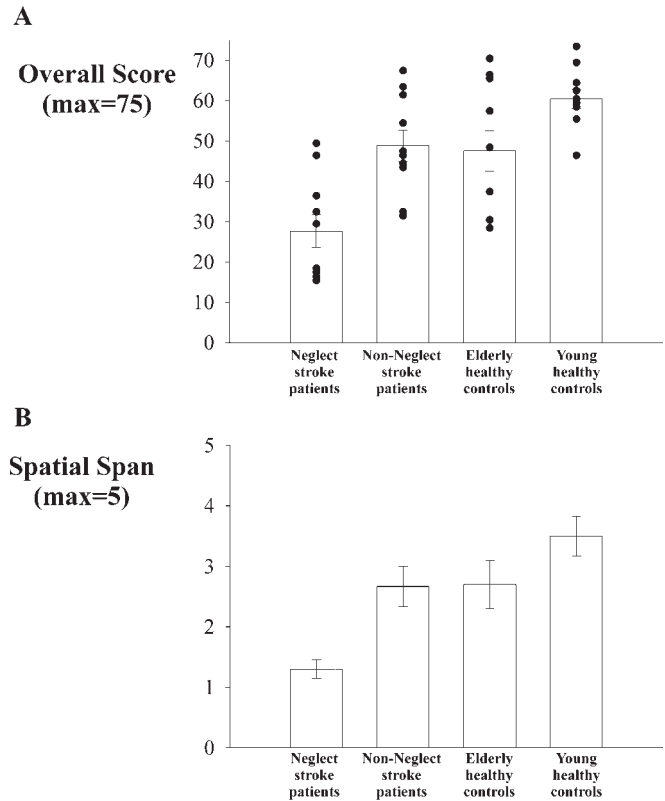 A
Overall Score
(max=75)
70
60
50
40
30
20
10
0
Neglect
stroke
patients
Non-Neglect
stroke
patients
Elderly
healthy
controls
Young
healthy
controls
B
Spatial Span
(max=5)
5
4
3
2
1
0
Neglect
stroke
patients
Non-Neglect
stroke
patients
Elderly
healthy
controls
Young
healthy
controls